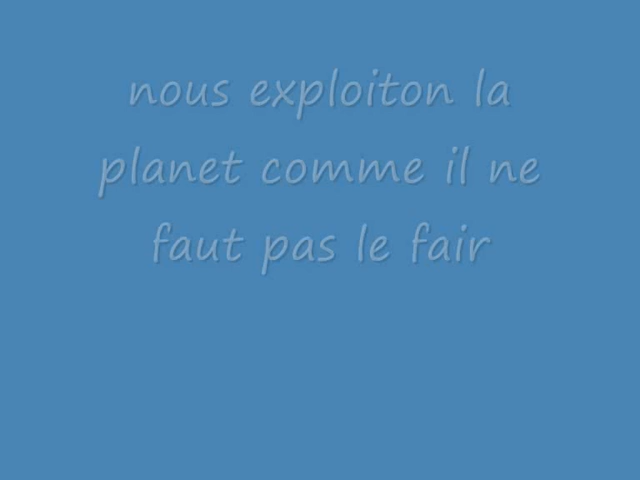 nous exploiton la
planet comme il ne
faut pas le fair